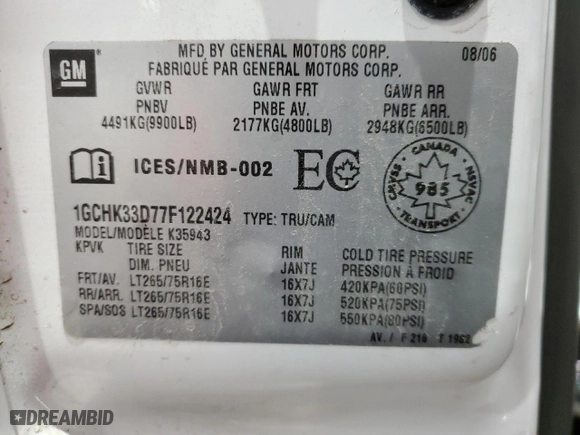 GM
MFD BY GENERAL MOTORS CORP. 08/06
FABRIQUÉ PAR GENERAL MOTORS CORP.
GVWR GAWR FRT GAWR RR
PNBV PNBE AV. PNBE ARR.
4491KG(9900LB) 2177KG(4800LB) 2948KG(6500LB)
i ICES/NMB-002 EC CANADA CMVSS NSVAC 985 TRANSPORT
1GCHK33D77F122424 TYPE: TRU/CAM
MODEL/MODÈLE K35943
KPVK TIRE SIZE RIM COLD TIRE PRESSURE
DIM. PNEU JANTE PRESSION À FROID
FRT/AV. LT265/75R16E 16X7J 420KPA(60PSI)
RR/ARR. LT265/75R16E 16X7J 520KPA(75PSI)
SPA/SOS LT265/75R16E 16X7J 550KPA(80PSI)
AV. / F 216 T
DREAMBID